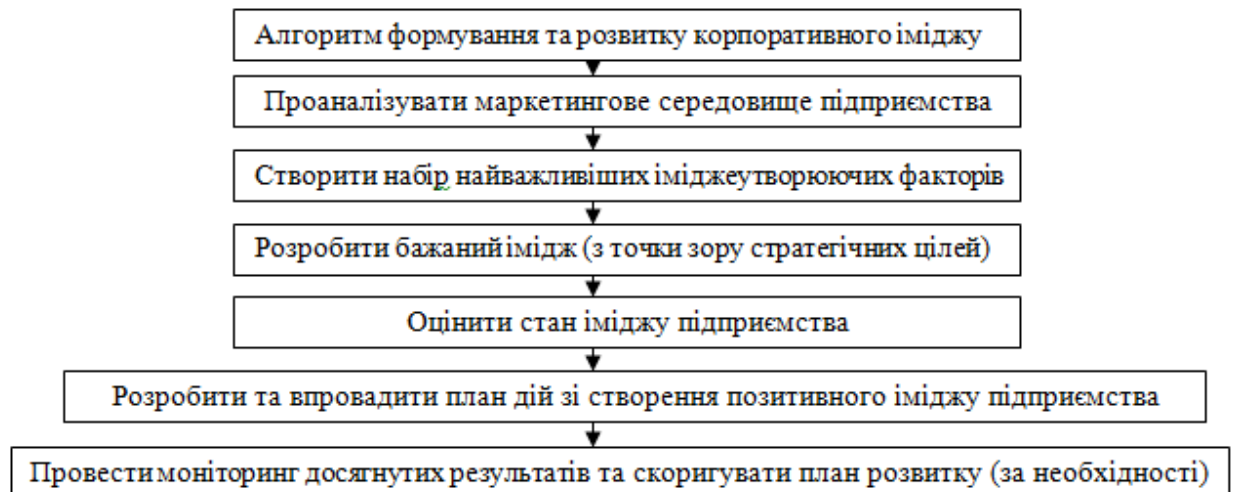 Алгоритм формування та розвитку корпоративного іміджу
Проаналізувати маркетингове середовище підприємства
Створити набір найважливіших іміджеутворюючих факторів
Розробити бажаний імідж (з точки зору стратегічних цілей)
Оцінити стан іміджу підприємства
Розробити та впровадити план дій зі створення позитивного іміджу підприємства
Провести моніторинг досягнутих результатів та скоригувати план розвитку (за необхідності)